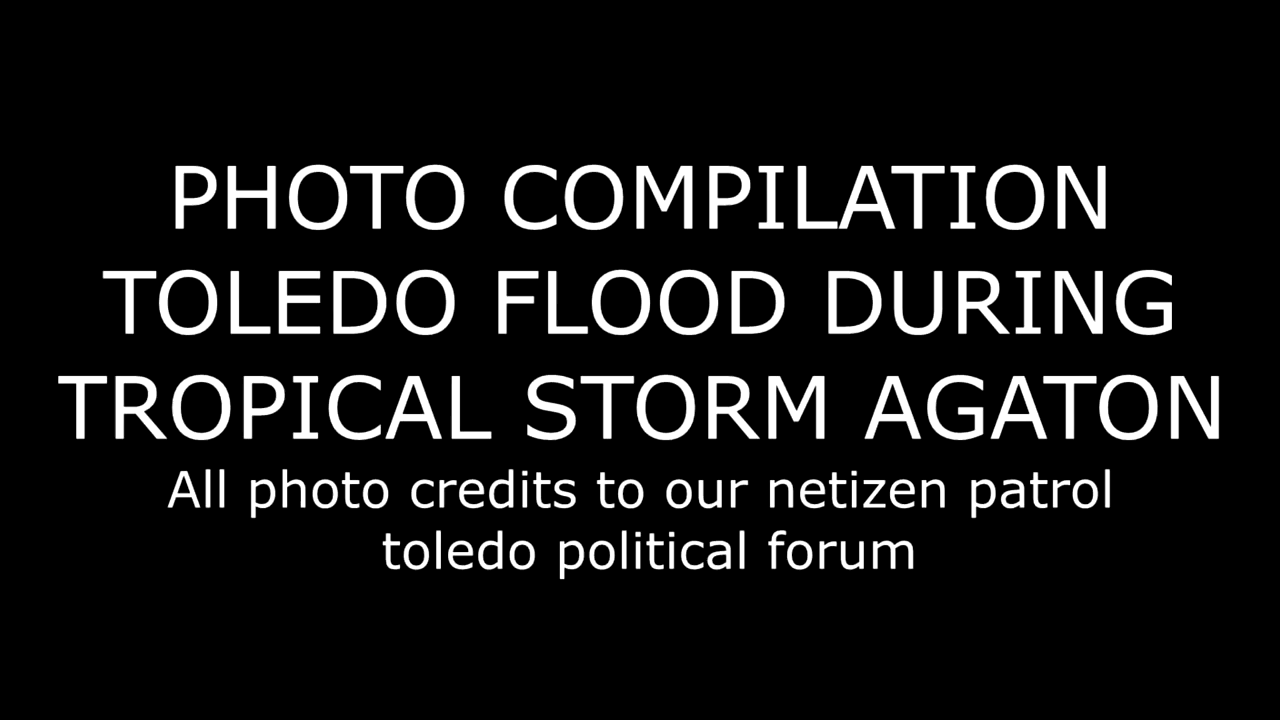 PHOTO COMPILATION
TOLEDO FLOOD DURING
TROPICAL STORM AGATON
All photo credits to our netizen patrol
toledo political forum